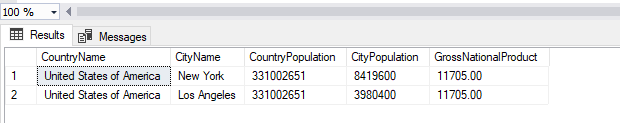 100 %
Results Messages
CountryName CityName CountryPopulation CityPopulation GrossNationalProduct
1 United States of America New York 331002651 8419600 11705.00
2 United States of America Los Angeles 331002651 3980400 11705.00